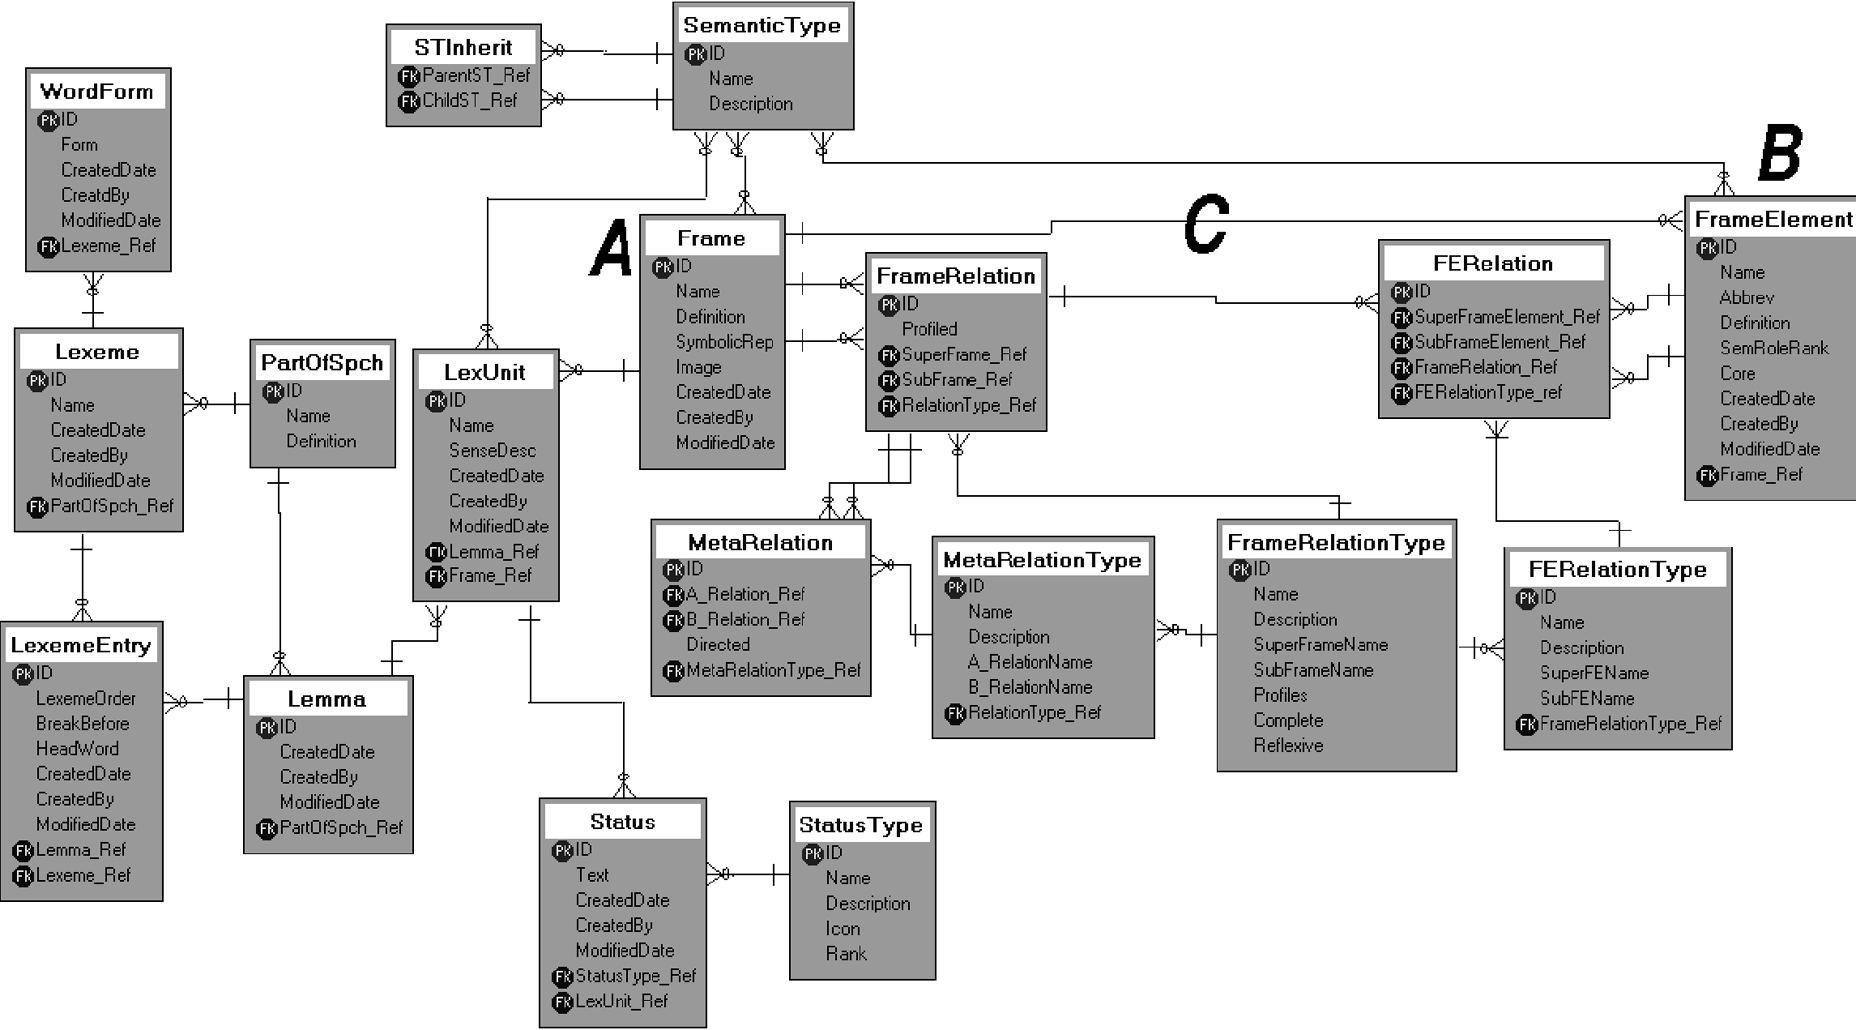 STInherit
FK ParentST_Ref
FK ChildST_Ref
SemanticType
PK ID
Name
Description
WordForm
PK ID
Form
CreatedDate
CreatdBy
ModifiedDate
FK Lexeme_Ref
A
B
C
Frame
PK ID
Name
Definition
SymbolicRep
Image
CreatedDate
CreatedBy
ModifiedDate
FrameRelation
PK ID
Profiled
FK SuperFrame_Ref
FK SubFrame_Ref
FK RelationType_Ref
FERelation
PK ID
FK SuperFrameElement_Ref
FK SubFrameElement_Ref
FK FrameRelation_Ref
FK FERelationType_ref
FrameElement
PK ID
Name
Abbrev
Definition
SemRoleRank
Core
CreatedDate
CreatedBy
ModifiedDate
FK Frame_Ref
Lexeme
PK ID
Name
CreatedDate
CreatedBy
ModifiedDate
FK PartOfSpch_Ref
PartOfSpch
PK ID
Name
Definition
LexUnit
PK ID
Name
SenseDesc
CreatedDate
CreatedBy
ModifiedDate
FK Lemma_Ref
FK Frame_Ref
MetaRelation
PK ID
FK A_Relation_Ref
FK B_Relation_Ref
Directed
FK MetaRelationType_Ref
MetaRelationType
PK ID
Name
Description
A_RelationName
B_RelationName
FK RelationType_Ref
FrameRelationType
PK ID
Name
Description
SuperFrameName
SubFrameName
Profiles
Complete
Reflexive
FERelationType
PK ID
Name
Description
SuperFEName
SubFEName
FK FrameRelationType_Ref
LexemeEntry
PK ID
LexemeOrder
BreakBefore
HeadWord
CreatedDate
CreatedBy
ModifiedDate
FK Lemma_Ref
FK Lexeme_Ref
Lemma
PK ID
CreatedDate
CreatedBy
ModifiedDate
FK PartOfSpch_Ref
Status
PK ID
Text
CreatedDate
CreatedBy
ModifiedDate
FK StatusType_Ref
FK LexUnit_Ref
StatusType
PK ID
Name
Description
Icon
Rank